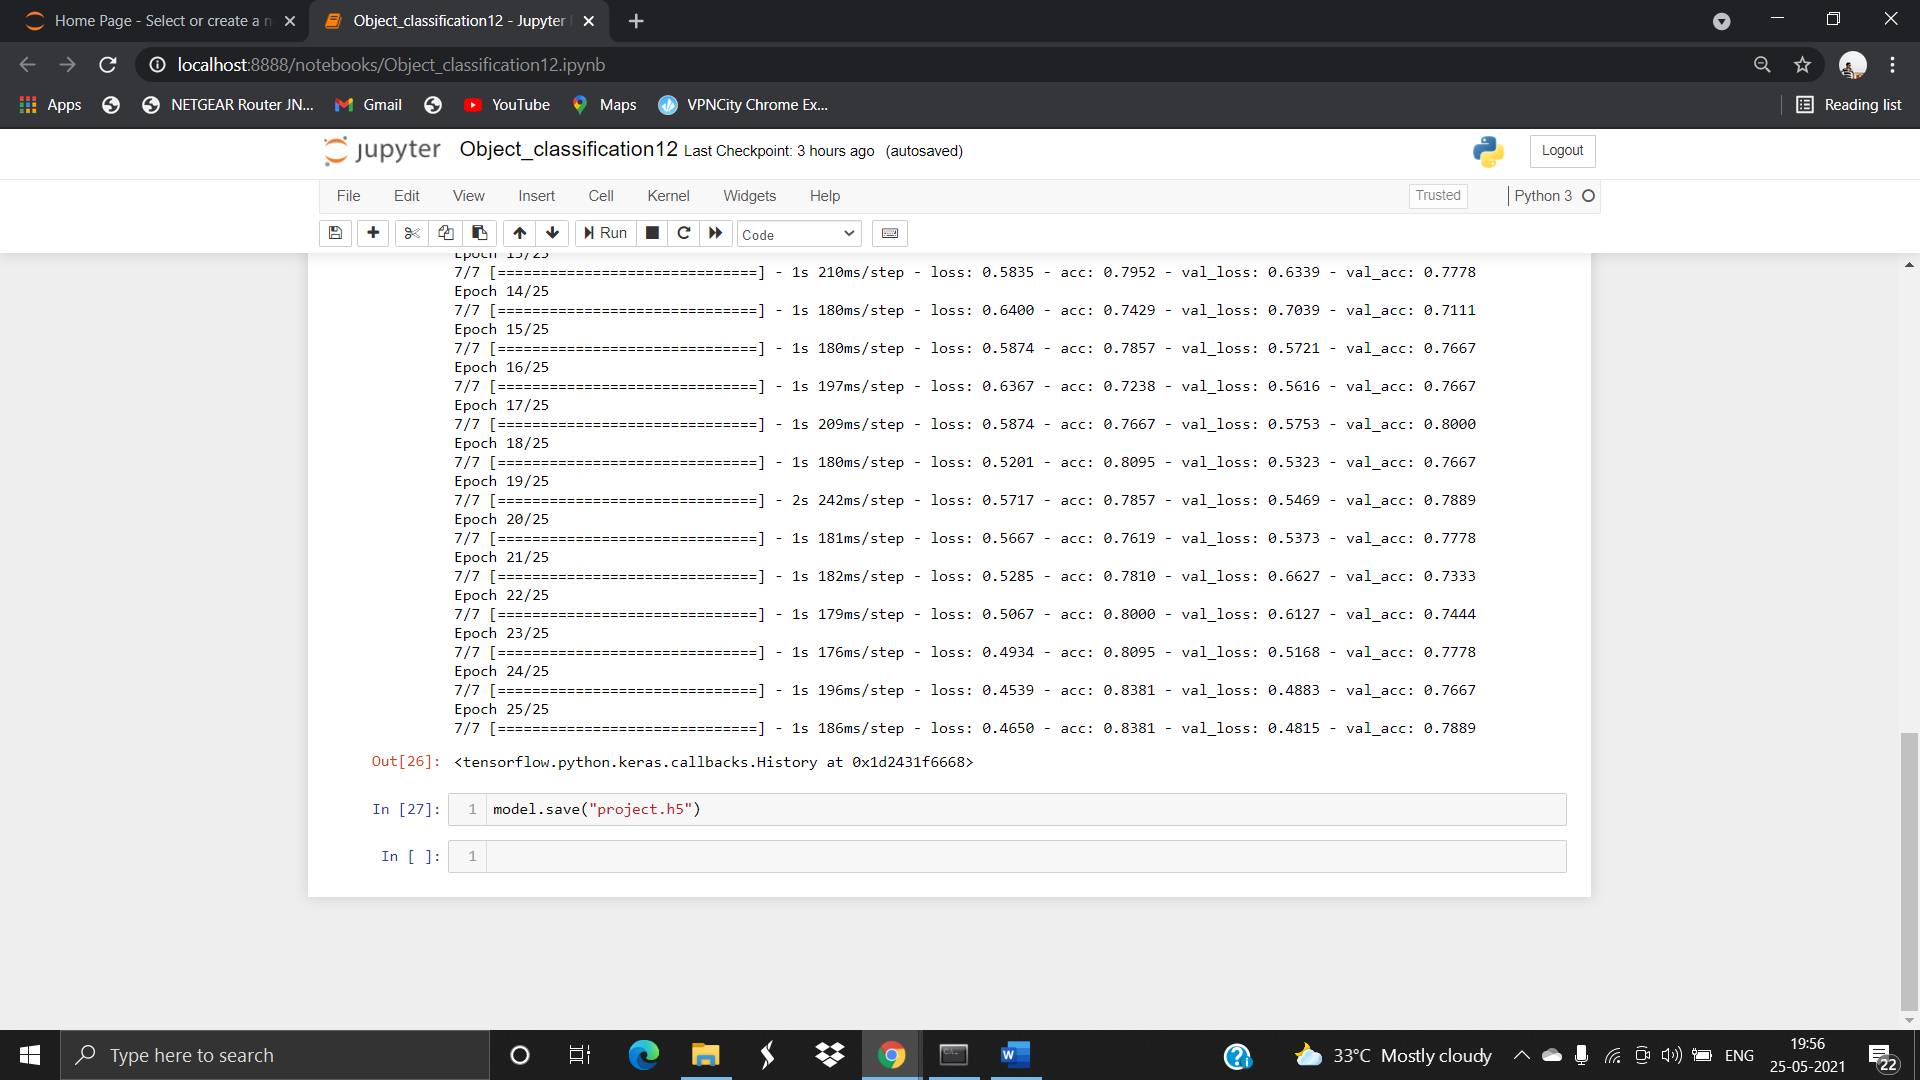 Home Page - Select or create a n
Object_classification12 - Jupyter
localhost:8888/notebooks/Object_classification12.ipynb
Apps NETGEAR Router JN... Gmail YouTube Maps VPNCity Chrome Ex... Reading list
jupyter Object_classification12 Last Checkpoint: 3 hours ago (autosaved) Logout
File Edit View Insert Cell Kernel Widgets Help Trusted Python 3
Run Code
Epoch 13/25
7/7 [==============================] - 1s 210ms/step - loss: 0.5835 - acc: 0.7952 - val_loss: 0.6339 - val_acc: 0.7778
Epoch 14/25
7/7 [==============================] - 1s 180ms/step - loss: 0.6400 - acc: 0.7429 - val_loss: 0.7039 - val_acc: 0.7111
Epoch 15/25
7/7 [==============================] - 1s 180ms/step - loss: 0.5874 - acc: 0.7857 - val_loss: 0.5721 - val_acc: 0.7667
Epoch 16/25
7/7 [==============================] - 1s 197ms/step - loss: 0.6367 - acc: 0.7238 - val_loss: 0.5616 - val_acc: 0.7667
Epoch 17/25
7/7 [==============================] - 1s 209ms/step - loss: 0.5874 - acc: 0.7667 - val_loss: 0.5753 - val_acc: 0.8000
Epoch 18/25
7/7 [==============================] - 1s 180ms/step - loss: 0.5201 - acc: 0.8095 - val_loss: 0.5323 - val_acc: 0.7667
Epoch 19/25
7/7 [==============================] - 2s 242ms/step - loss: 0.5717 - acc: 0.7857 - val_loss: 0.5469 - val_acc: 0.7889
Epoch 20/25
7/7 [==============================] - 1s 181ms/step - loss: 0.5667 - acc: 0.7619 - val_loss: 0.5373 - val_acc: 0.7778
Epoch 21/25
7/7 [==============================] - 1s 182ms/step - loss: 0.5285 - acc: 0.7810 - val_loss: 0.6627 - val_acc: 0.7333
Epoch 22/25
7/7 [==============================] - 1s 179ms/step - loss: 0.5067 - acc: 0.8000 - val_loss: 0.6127 - val_acc: 0.7444
Epoch 23/25
7/7 [==============================] - 1s 176ms/step - loss: 0.4934 - acc: 0.8095 - val_loss: 0.5168 - val_acc: 0.7778
Epoch 24/25
7/7 [==============================] - 1s 196ms/step - loss: 0.4539 - acc: 0.8381 - val_loss: 0.4883 - val_acc: 0.7667
Epoch 25/25
7/7 [==============================] - 1s 186ms/step - loss: 0.4650 - acc: 0.8381 - val_loss: 0.4815 - val_acc: 0.7889
Out[26]: <tensorflow.python.keras.callbacks.History at 0x1d2431f6668>
In [27]: 1 model.save("project.h5")
In [ ]: 1
Type here to search 33°C Mostly cloudy ENG 19:56
25-05-2021 22